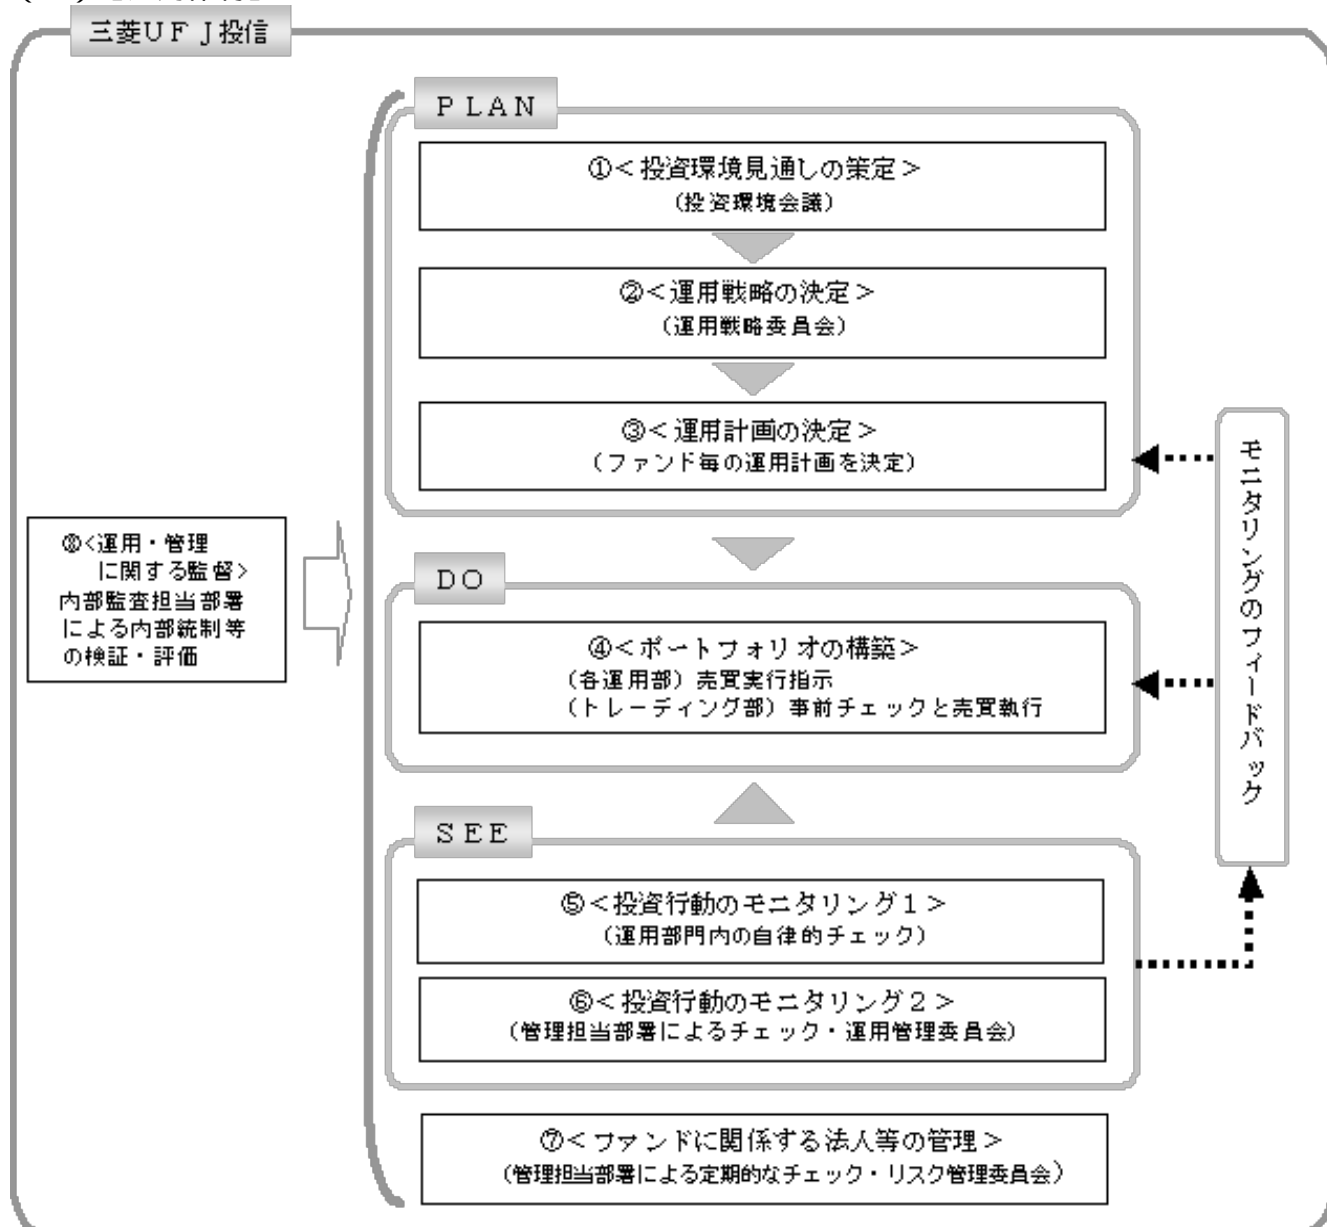 三菱ＵＦＪ投信
ＰＬＡＮ
①＜投資環境見通しの策定＞
（投資環境会議）
②＜運用戦略の決定＞
（運用戦略委員会）
③＜運用計画の決定＞
（ファンド毎の運用計画を決定）
⑧<運用・管理
に関する監督>
内部監査担当部署
による内部統制等
の検証・評価
ＤＯ
④＜ポートフォリオの構築＞
（各運用部）売買実行指示
（トレーディング部）事前チェックと売買執行
モニタリングのフィードバック
ＳＥＥ
⑤＜投資行動のモニタリング１＞
（運用部門内の自律的チェック）
⑥＜投資行動のモニタリング２＞
（管理担当部署によるチェック・運用管理委員会）
⑦＜ファンドに関係する法人等の管理＞
（管理担当部署による定期的なチェック・リスク管理委員会）